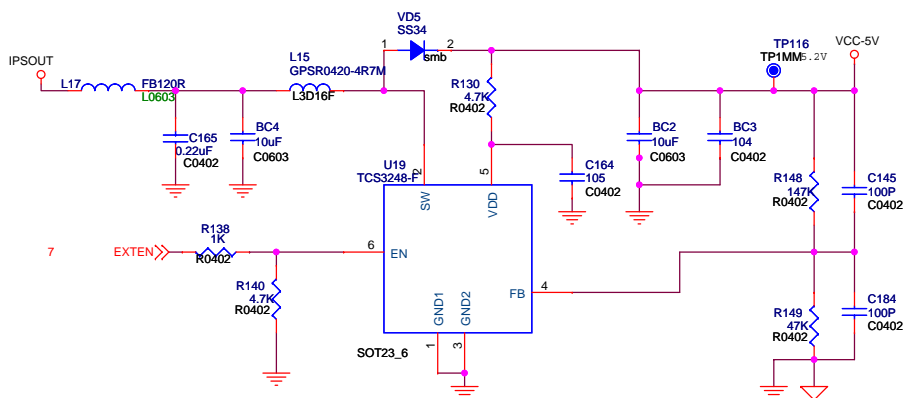 VD5
SS34
1
2
smb
TP116
TP1MM5.2V
VCC-5V
IPSOUT
L17
FB120R
L0603
L15
GPSR0420-4R7M
L3D16F
R130
4.7K
R0402
C165
0.22uF
C0402
BC4
10uF
C0603
BC2
10uF
C0603
BC3
104
C0402
U19
TCS3248-F
2
5
SW
VDD
C164
105
C0402
R148
147K
R0402
C145
100P
C0402
7
EXTEN
R138
1K
R0402
6
EN
R140
4.7K
R0402
FB
4
GND1
GND2
1
3
SOT23_6
R149
47K
R0402
C184
100P
C0402